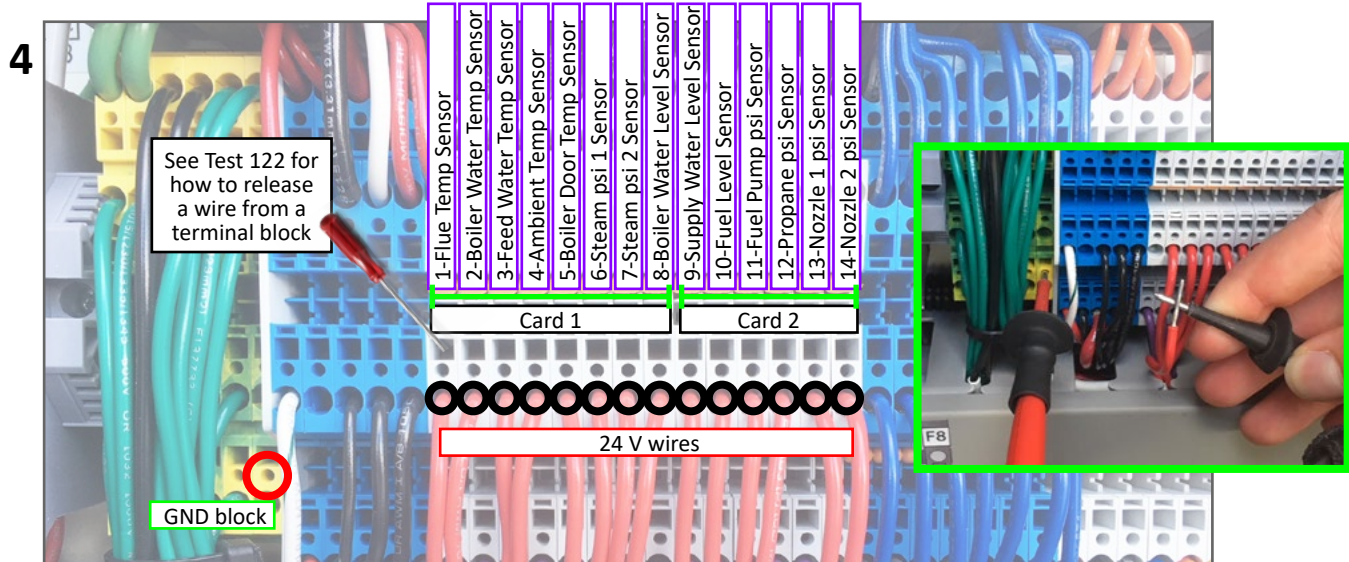 4
See Test 122 for
how to release
a wire from a
terminal block
1-Flue Temp Sensor
2-Boiler Water Temp Sensor
3-Feed Water Temp Sensor
4-Ambient Temp Sensor
5-Boiler Door Temp Sensor
6-Steam psi 1 Sensor
7-Steam psi 2 Sensor
8-Boiler Water Level Sensor
9-Supply Water Level Sensor
10-Fuel Level Sensor
11-Fuel Pump psi Sensor
12-Propane psi Sensor
13-Nozzle 1 psi Sensor
14-Nozzle 2 psi Sensor
Card 1
Card 2
24 V wires
GND block
F8